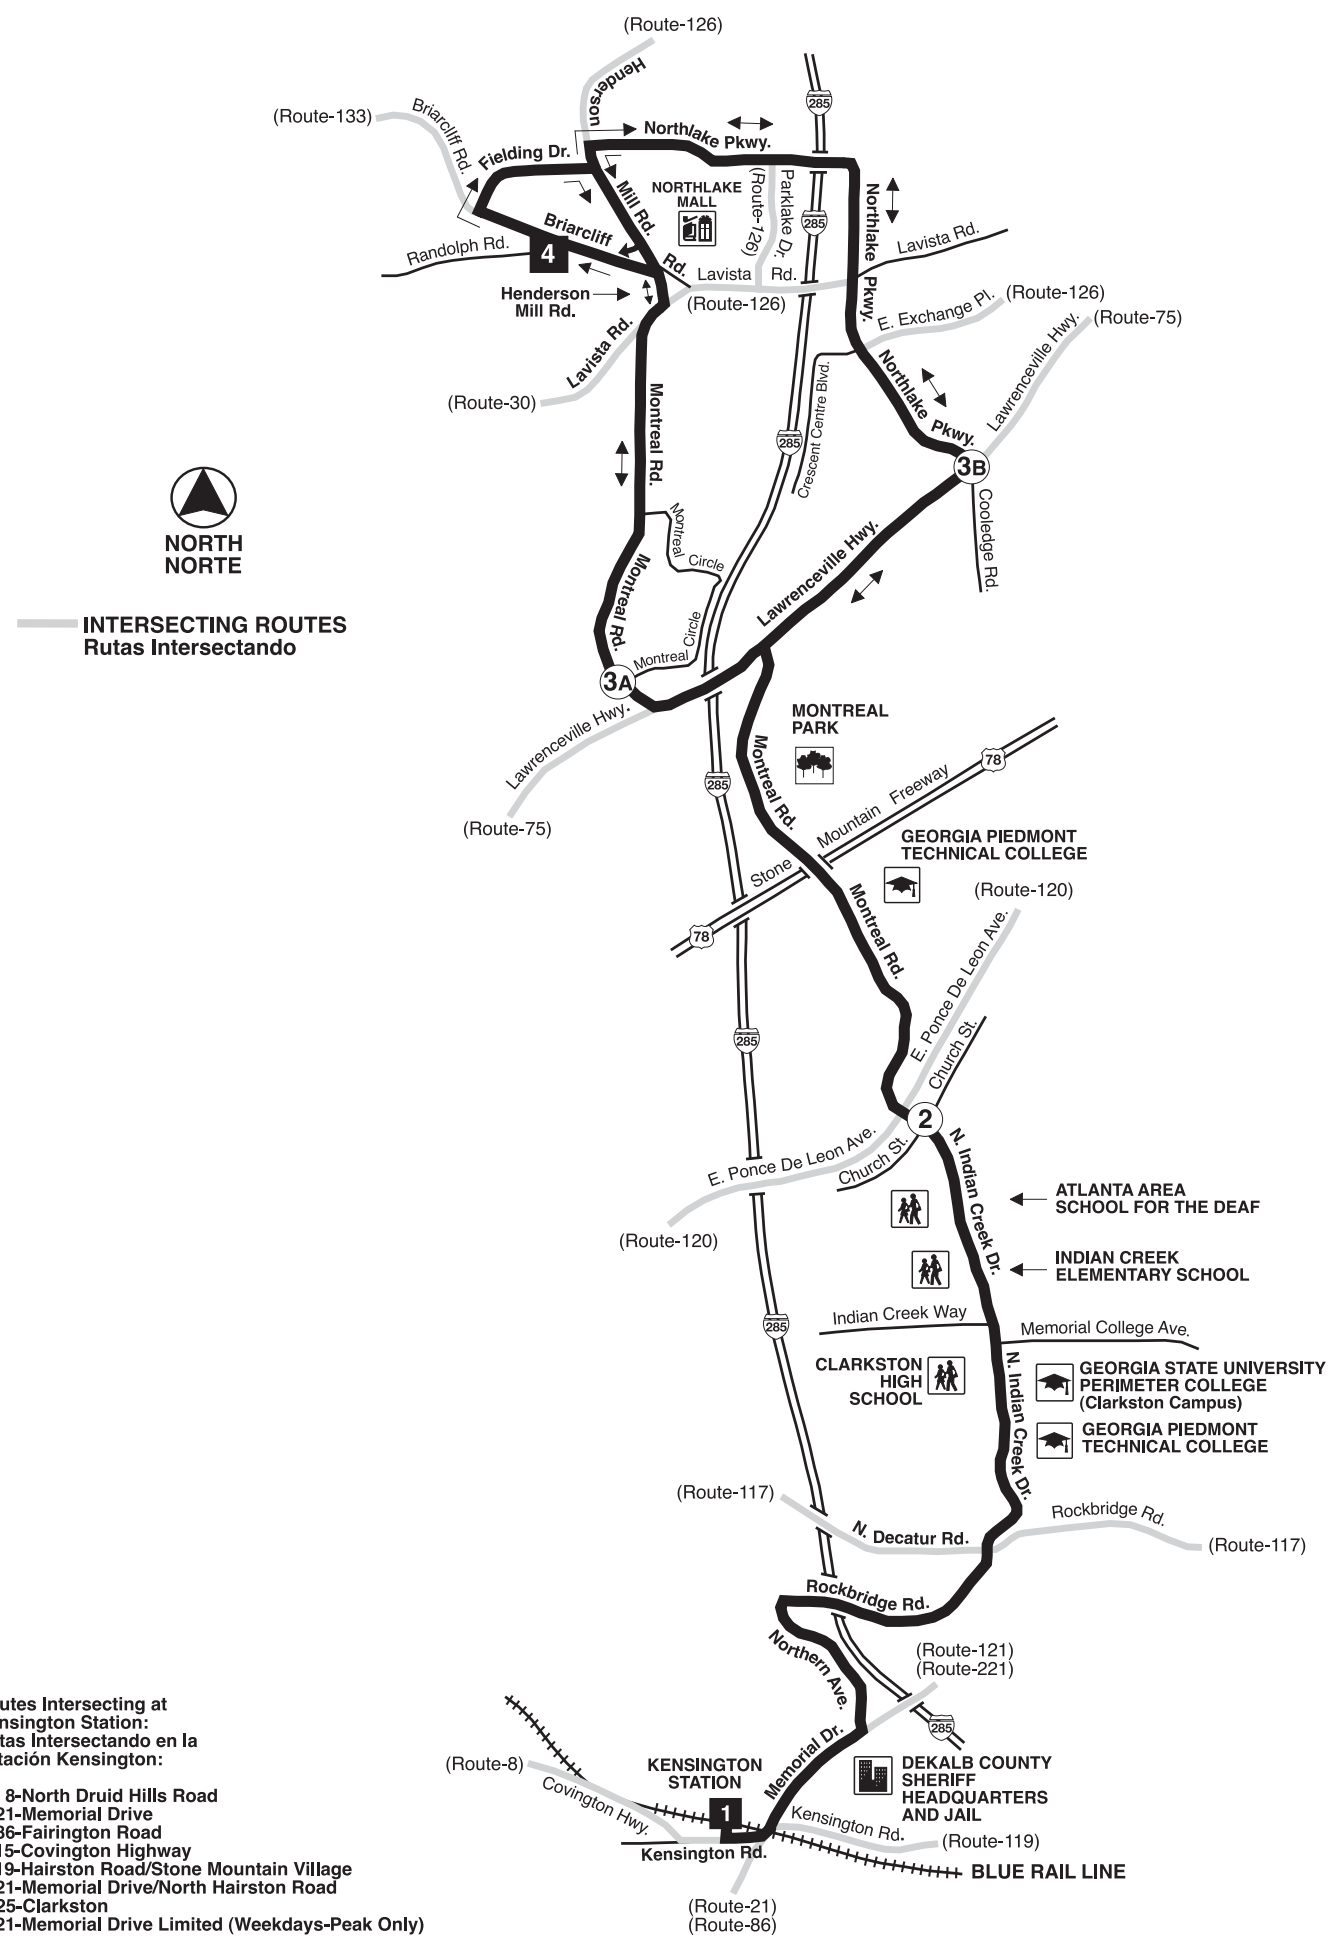 (Route-126)
Henderson
285
(Route-133)
Briarcliff Rd.
Fielding Dr.
Northlake Pkwy.
Mill Rd.
NORTHLAKE
MALL
Parklake Dr.
(Route-126)
285
Northlake Pkwy.
Lavista Rd.
Randolph Rd.
Briarcliff Rd.
4
Lavista Rd.
(Route-126)
Henderson
Mill Rd.
E. Exchange Pl.
(Route-126)
(Route-75)
Lawrenceville Hwy.
Lavista Rd.
(Route-30)
Montreal Rd.
Crescent Centre Blvd.
Northlake Pkwy.
285
3B
Cooledge Rd.
NORTH
NORTE
Montreal Circle
Montreal Rd.
Lawrenceville Hwy.
INTERSECTING ROUTES
Rutas Intersectando
Montreal Circle
3A
Lawrenceville Hwy.
(Route-75)
MONTREAL
PARK
285
Montreal Rd.
78
Stone Mountain Freeway
78
GEORGIA PIEDMONT
TECHNICAL COLLEGE
(Route-120)
Montreal Rd.
E. Ponce De Leon Ave.
Church St.
285
2
E. Ponce De Leon Ave.
Church St.
(Route-120)
N. Indian Creek Dr.
ATLANTA AREA
SCHOOL FOR THE DEAF
INDIAN CREEK
ELEMENTARY SCHOOL
Indian Creek Way
285
Memorial College Ave.
CLARKSTON
HIGH
SCHOOL
N. Indian Creek Dr.
GEORGIA STATE UNIVERSITY
PERIMETER COLLEGE
(Clarkston Campus)
GEORGIA PIEDMONT
TECHNICAL COLLEGE
(Route-117)
N. Decatur Rd.
Rockbridge Rd.
(Route-117)
Rockbridge Rd.
Northern Ave.
(Route-121)
(Route-221)
285
Memorial Dr.
(Route-8)
Covington Hwy.
KENSINGTON
STATION
1
DEKALB COUNTY
SHERIFF
HEADQUARTERS
AND JAIL
Kensington Rd.
(Route-119)
Kensington Rd.
BLUE RAIL LINE
(Route-21)
(Route-86)
utes Intersecting at
nsington Station:
tas Intersectando en la
tación Kensington:
8-North Druid Hills Road
21-Memorial Drive
86-Fairington Road
15-Covington Highway
19-Hairston Road/Stone Mountain Village
21-Memorial Drive/North Hairston Road
25-Clarkston
21-Memorial Drive Limited (Weekdays-Peak Only)